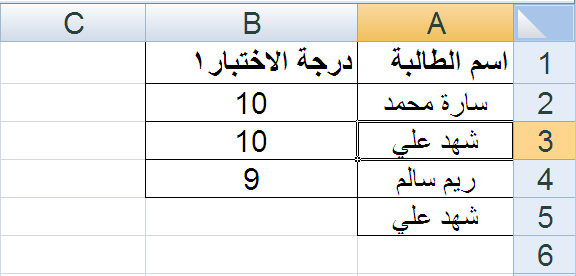 A B C
1 اسم الطالبة درجة الاختبار١
2 سارة محمد 10
3 شهد علي 10
4 ريم سالم 9
5 شهد علي
6